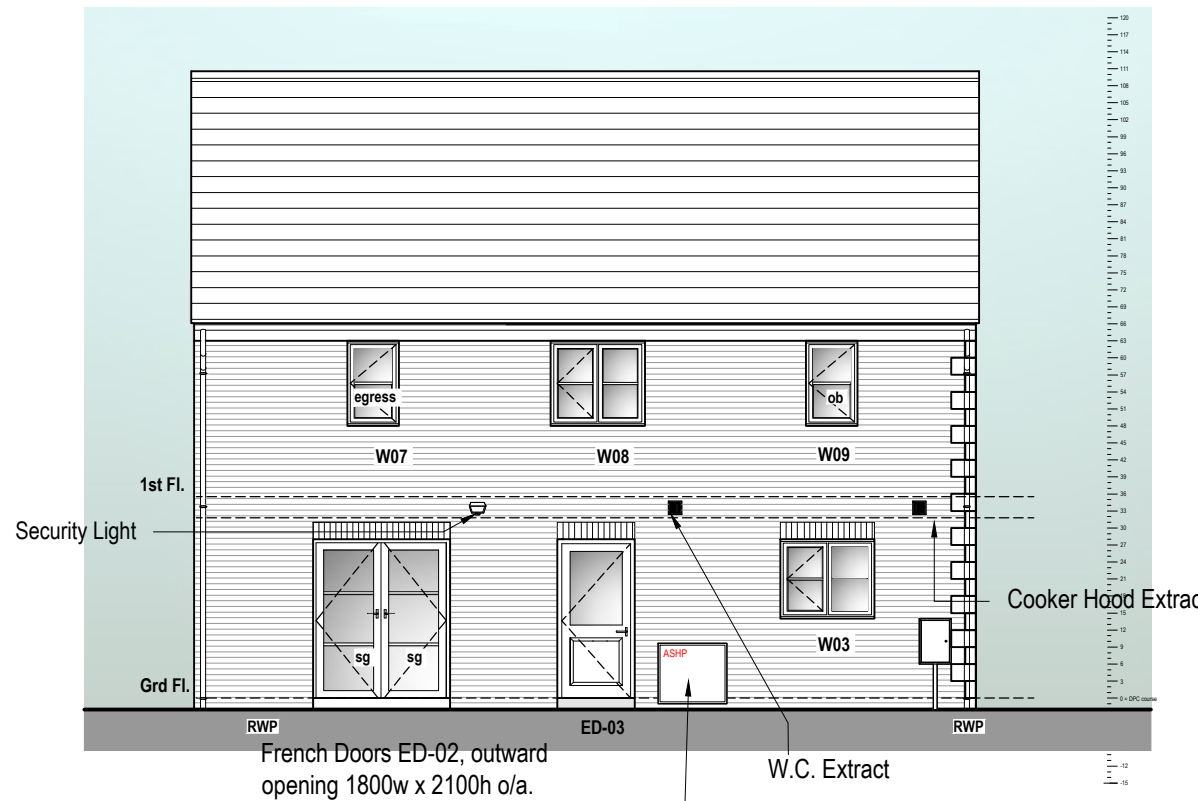 120
117
114
111
108
105
102
99
96
93
90
87
84
81
78
75
72
69
66
63
60
57
54
51
48
45
42
39
36
33
30
27
24
21
18
15
12
9
6
3
0 = DPC course
-12
-15
egress
ob
W07
W08
W09
1st Fl.
Security Light
Cooker Hood Extrac
W03
sg
sg
ASHP
Grd Fl.
RWP
ED-03
RWP
French Doors ED-02, outward
opening 1800w x 2100h o/a.
W.C. Extract